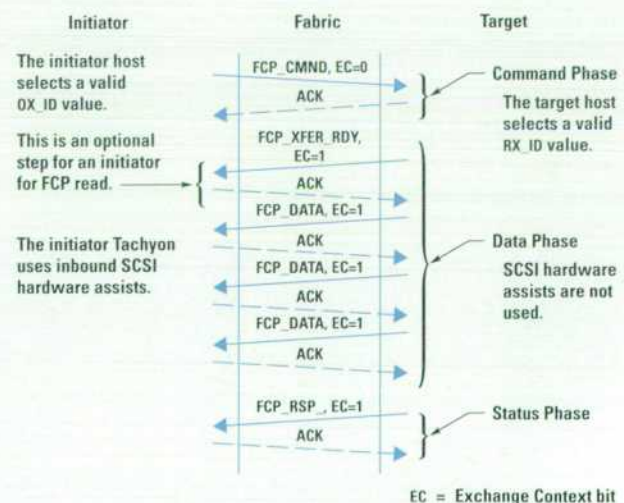 Initiator
Fabric
Target
The initiator host
selects a valid
OX_ID value.
FCP_CMND, EC=0
ACK
Command Phase
The target host
selects a valid
RX_ID value.
This is an optional
step for an initiator
for FCP read.
FCP_XFER_RDY,
EC=1
ACK
FCP_DATA, EC=1
ACK
The initiator Tachyon
uses inbound SCSI
hardware assists.
FCP_DATA, EC=1
ACK
FCP_DATA, EC=1
ACK
Data Phase
SCSI hardware
assists are not
used.
FCP_RSP_, EC=1
ACK
Status Phase
EC = Exchange Context bit